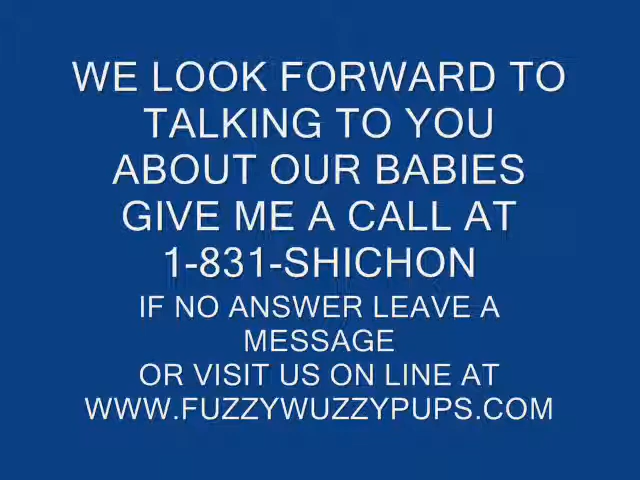 WE LOOK FORWARD TO
TALKING TO YOU
ABOUT OUR BABIES
GIVE ME A CALL AT
1-831-SHICHON
IF NO ANSWER LEAVE A
MESSAGE
OR VISIT US ON LINE AT
WWW.FUZZYWUZZYPUPS.COM